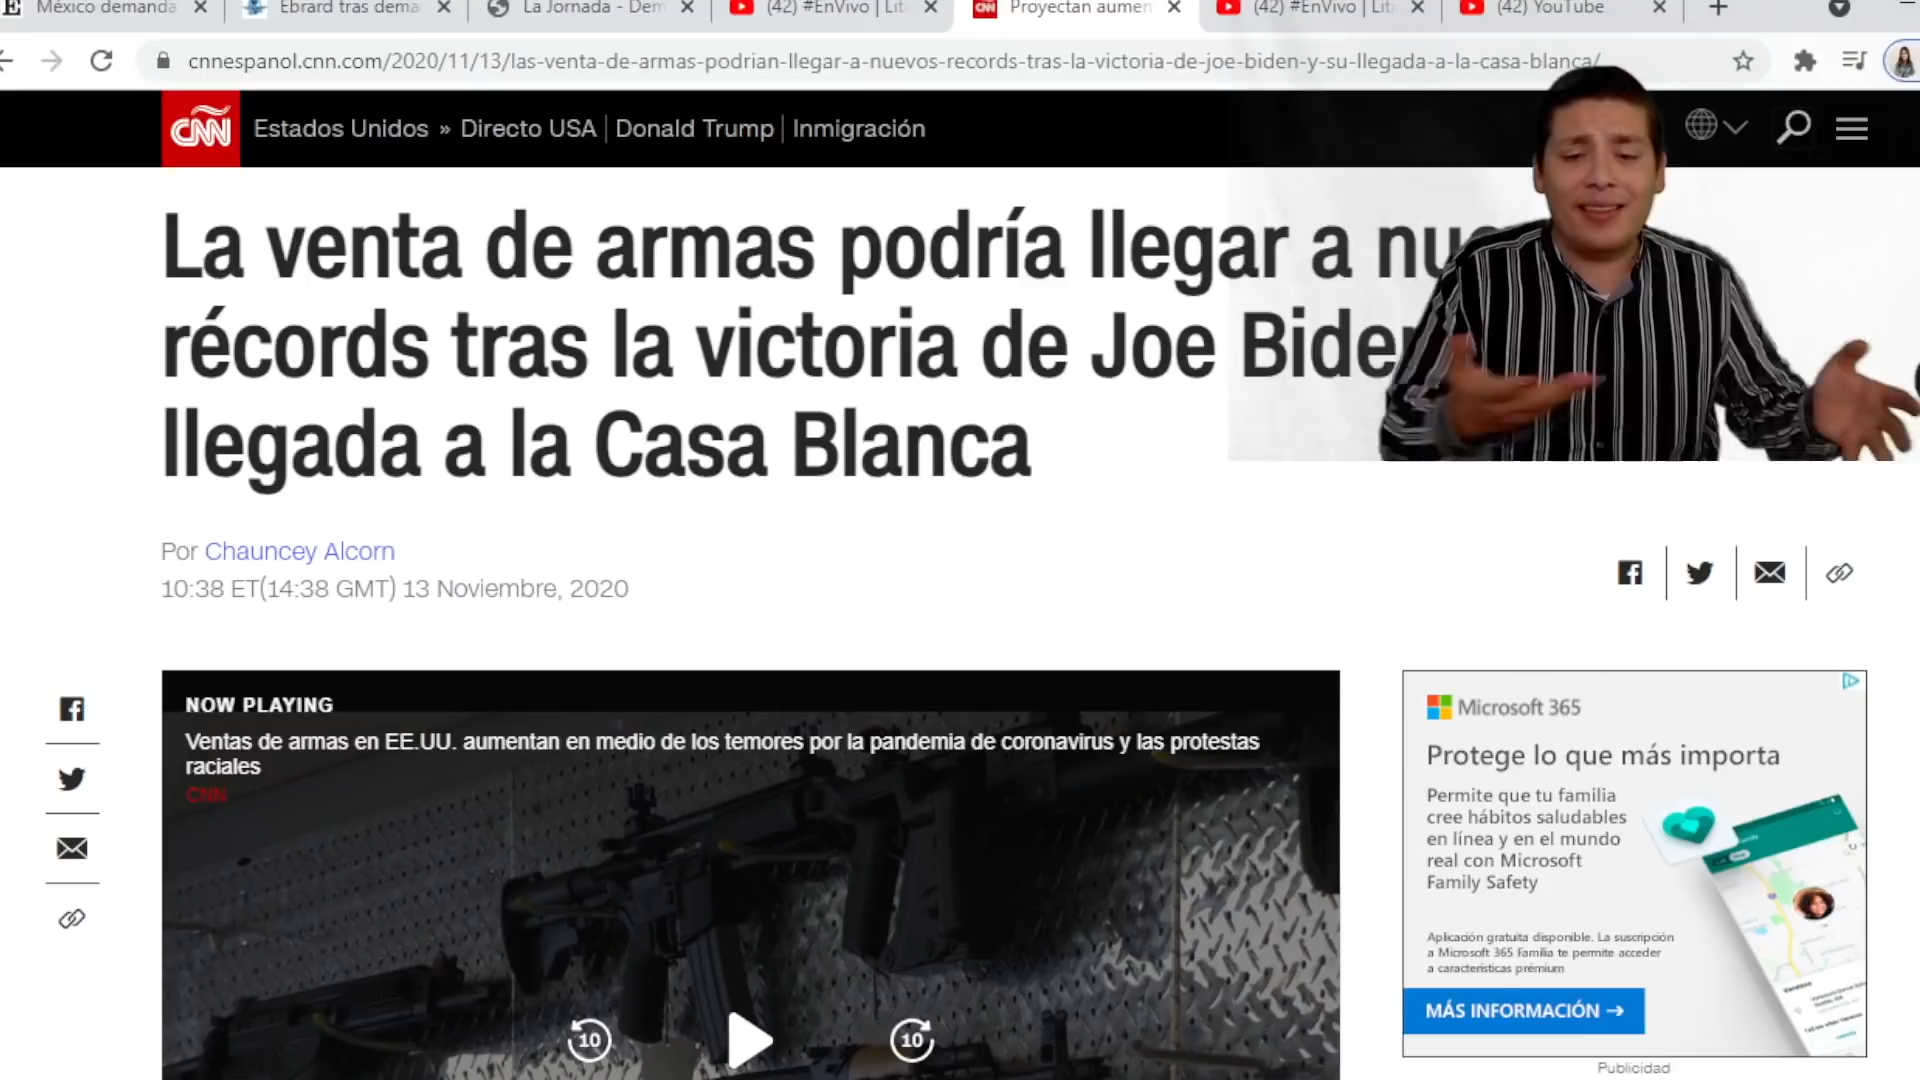 México demanda
Ebrard tras dema
La Jornada - Dem
(42) #EnVivo | Lit
Proyectan aumen
(42) #EnVivo | Lit
(42) YouTube
cnnespanol.cnn.com/2020/11/13/las-venta-de-armas-podrian-llegar-a-nuevos-records-tras-la-victoria-de-joe-biden-y-su-llegada-a-la-casa-blanca/
CNN Estados Unidos » Directo USA | Donald Trump | Inmigración
La venta de armas podría llegar a nu
récords tras la victoria de Joe Biden
llegada a la Casa Blanca
Por Chauncey Alcorn
10:38 ET(14:38 GMT) 13 Noviembre, 2020
NOW PLAYING
Ventas de armas en EE.UU. aumentan en medio de los temores por la pandemia de coronavirus y las protestas
raciales
CNN
10
10
Microsoft 365
Protege lo que más importa
Permite que tu familia
cree hábitos saludables
en línea y en el mundo
real con Microsoft
Family Safety
Aplicación gratuita disponible. La suscripción
a Microsoft 365 Familia te permite acceder
a características prémium
MÁS INFORMACIÓN →
Publicidad